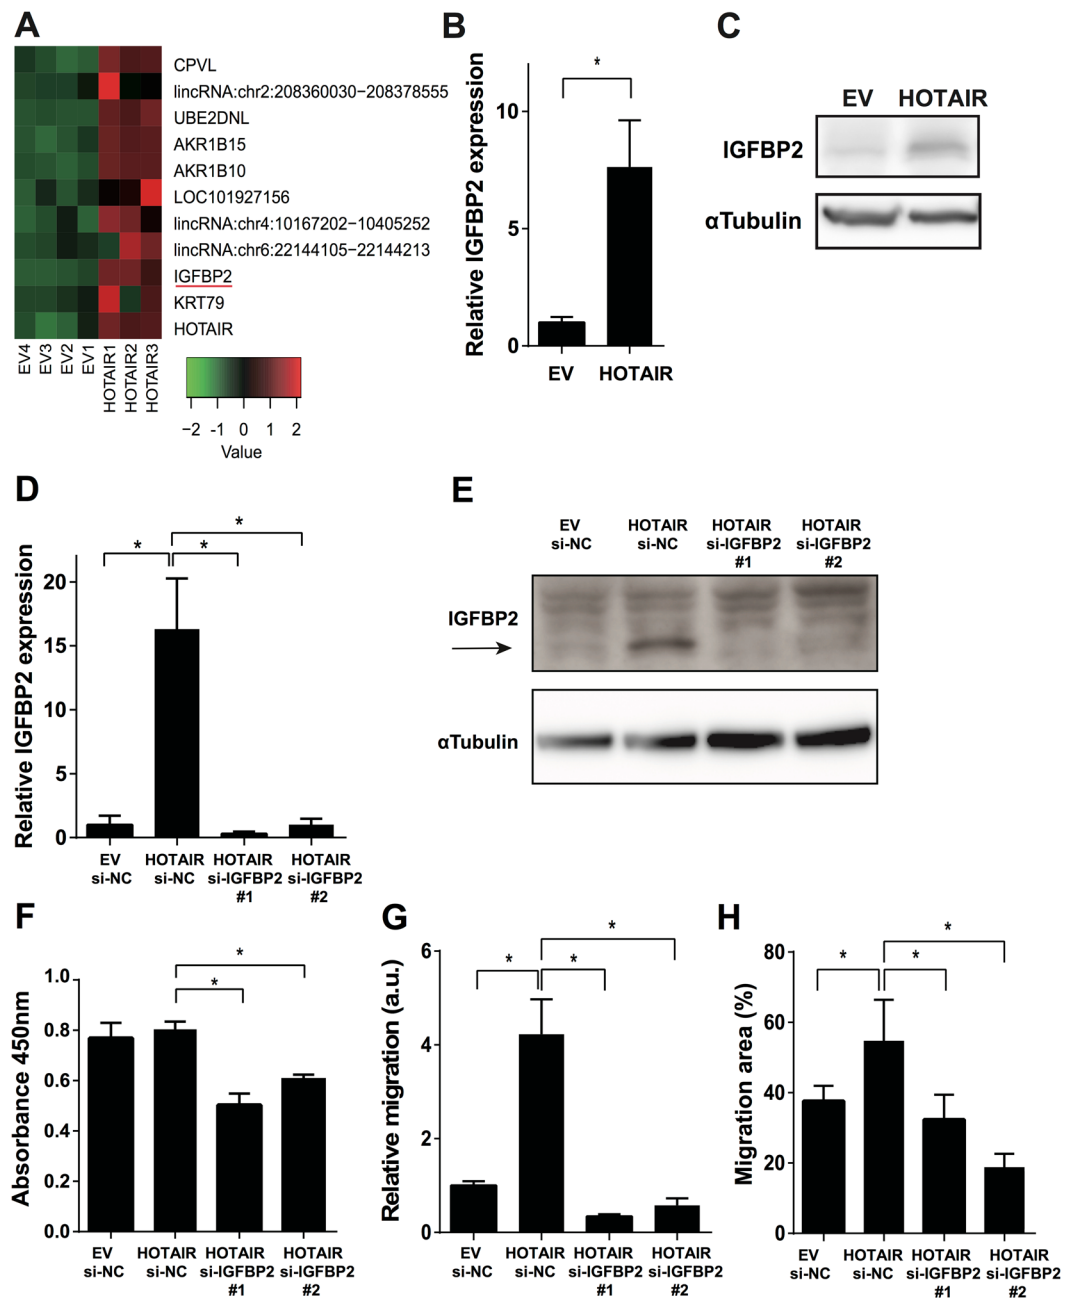 A
CPVL
lincRNA:chr2:208360030−208378555
UBE2DNL
AKR1B15
AKR1B10
LOC101927156
lincRNA:chr4:10167202−10405252
lincRNA:chr6:22144105−22144213
IGFBP2
KRT79
HOTAIR
EV4 EV3 EV2 EV1 HOTAIR1 HOTAIR2 HOTAIR3
−2 -1 0 1 2
Value
B
Relative IGFBP2 expression
10
5
0
*
EV HOTAIR
C
EV HOTAIR
IGFBP2
αTubulin
D
Relative IGFBP2 expression
20
15
10
5
0
*
* *
EV HOTAIR HOTAIR HOTAIR
si-NC si-NC si-IGFBP2 si-IGFBP2
#1 #2
E
EV HOTAIR HOTAIR HOTAIR
si-NC si-NC si-IGFBP2 si-IGFBP2
#1 #2
IGFBP2
αTubulin
F
Absorbance 450nm
1.0
0.8
0.6
0.4
0.2
0.0
*
*
EV HOTAIR HOTAIR HOTAIR
si-NC si-NC si-IGFBP2 si-IGFBP2
#1 #2
G
Relative migration (a.u.)
6
4
2
0
*
* *
EV HOTAIR HOTAIR HOTAIR
si-NC si-NC si-IGFBP2 si-IGFBP2
#1 #2
H
Migration area (%)
80
60
40
20
0
*
* *
EV HOTAIR HOTAIR HOTAIR
si-NC si-NC si-IGFBP2 si-IGFBP2
#1 #2